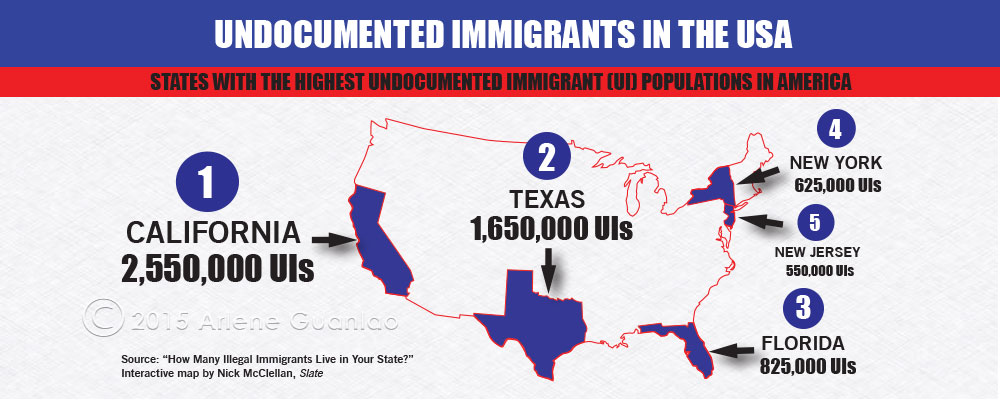 UNDOCUMENTED IMMIGRANTS IN THE USA
STATES WITH THE HIGHEST UNDOCUMENTED IMMIGRANT (UI) POPULATIONS IN AMERICA
1
CALIFORNIA
2,550,000 UIs
2
TEXAS
1,650,000 UIs
4
NEW YORK
625,000 UIs
5
NEW JERSEY
550,000 UIs
3
FLORIDA
825,000 UIs
© 2015 Arlene Guanlao
Source: “How Many Illegal Immigrants Live in Your State?”
Interactive map by Nick McClellan, Slate